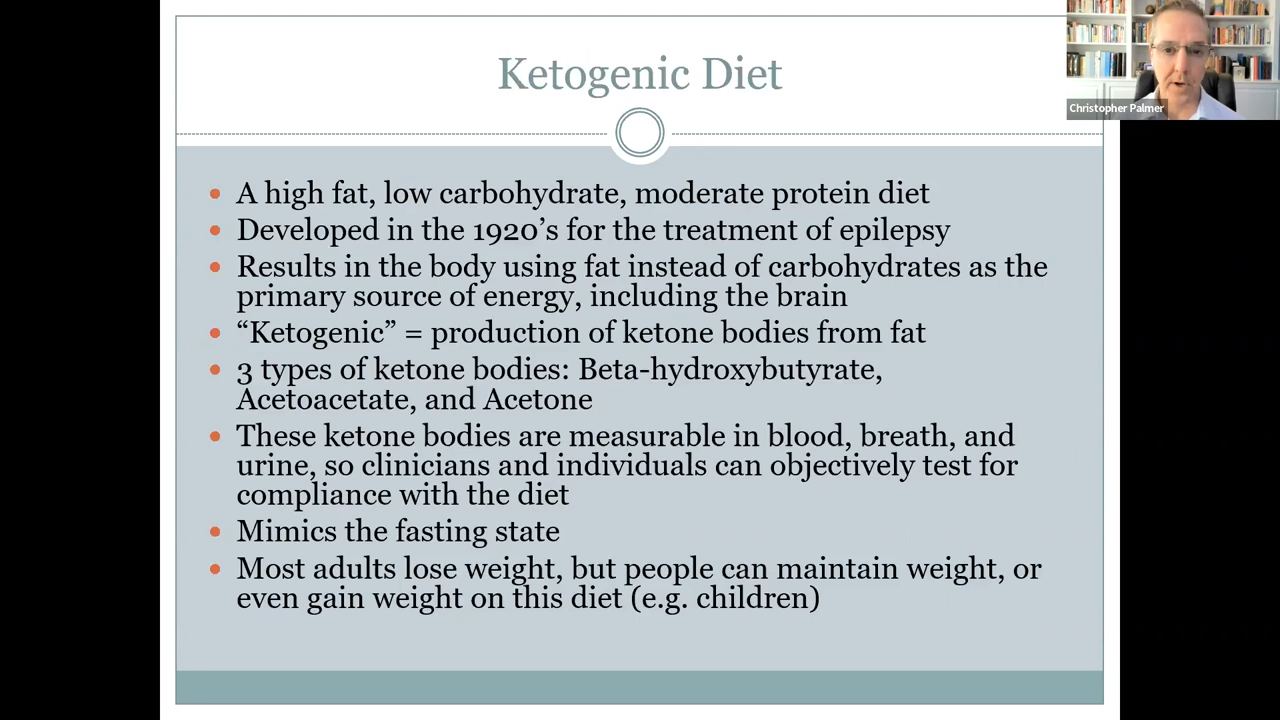 Ketogenic Diet
Christopher Palmer
• A high fat, low carbohydrate, moderate protein diet
• Developed in the 1920’s for the treatment of epilepsy
• Results in the body using fat instead of carbohydrates as the
primary source of energy, including the brain
• “Ketogenic” = production of ketone bodies from fat
• 3 types of ketone bodies: Beta-hydroxybutyrate,
Acetoacetate, and Acetone
• These ketone bodies are measurable in blood, breath, and
urine, so clinicians and individuals can objectively test for
compliance with the diet
• Mimics the fasting state
• Most adults lose weight, but people can maintain weight, or
even gain weight on this diet (e.g. children)